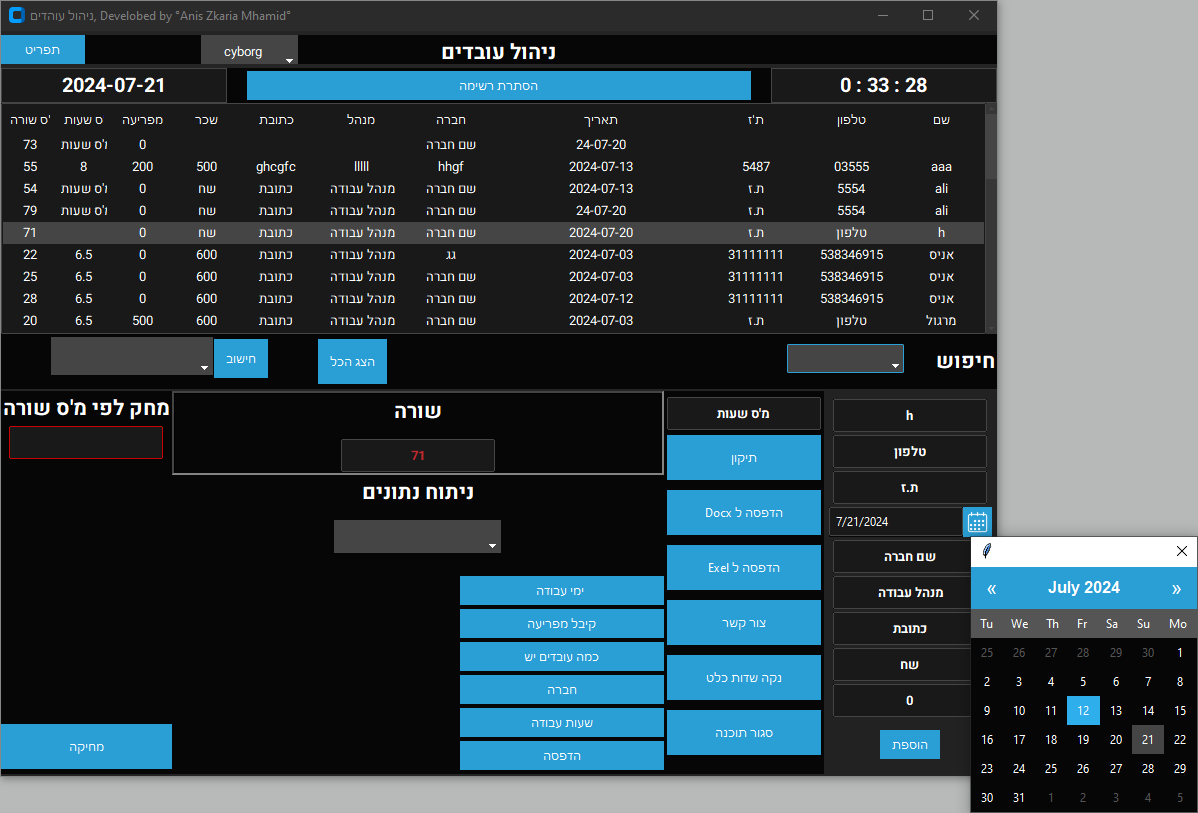 ניהול עוהדים, Develobed by "Anis Zkaria Mhamid"
תפריט
cyborg
ניהול עובדים
2024-07-21
הסתרת רשימה
0 : 33 : 28
שם טלפון ת'ז תאריך חברה מנהל כתובת שכר מפריעה ס שעות 'ס שורה
24-07-20 שם חברה 0 מ'ס שעות 73
aaa 03555 5487 2024-07-13 hhgf lllll ghcgfc 500 200 8 55
ali 5554 ת.ז 2024-07-13 שם חברה מנהל עבודה כתובת שח 0 מ'ס שעות 54
ali 5554 ת.ז 24-07-20 שם חברה מנהל עבודה כתובת שח 0 מ'ס שעות 79
h טלפון ת.ז 2024-07-20 שם חברה מנהל עבודה כתובת שח 0 71
אניס 538346915 31111111 2024-07-03 גג מנהל עבודה כתובת 600 0 6.5 22
אניס 538346915 31111111 2024-07-03 שם חברה מנהל עבודה כתובת 600 0 6.5 25
אניס 538346915 31111111 2024-07-12 שם חברה מנהל עבודה כתובת 600 0 6.5 28
מרגול טלפון ת.ז 2024-07-03 שם חברה מנהל עבודה כתובת 600 500 6.5 20
חיפוש
הצג הכל
חישוב
h
טלפון
ת.ז
7/21/2024
שם חברה
מנהל עבודה
כתובת
שח
0
הוספת
מ'ס שעות
תיקון
הדפסה ל Docx
הדפסה ל Exel
צור קשר
נקה שדות כלט
סגור תוכנה
שורה
71
ניתוח נתונים
ימי עבודה
קיבל מפריעה
כמה עובדים יש
חברה
שעות עבודה
הדפסה
מחק לפי מ'ס שורה
מחיקה
« July 2024 »
Tu We Th Fr Sa Su Mo
25 26 27 28 29 30 1
2 3 4 5 6 7 8
9 10 11 12 13 14 15
16 17 18 19 20 21 22
23 24 25 26 27 28 29
30 31 1 2 3 4 5